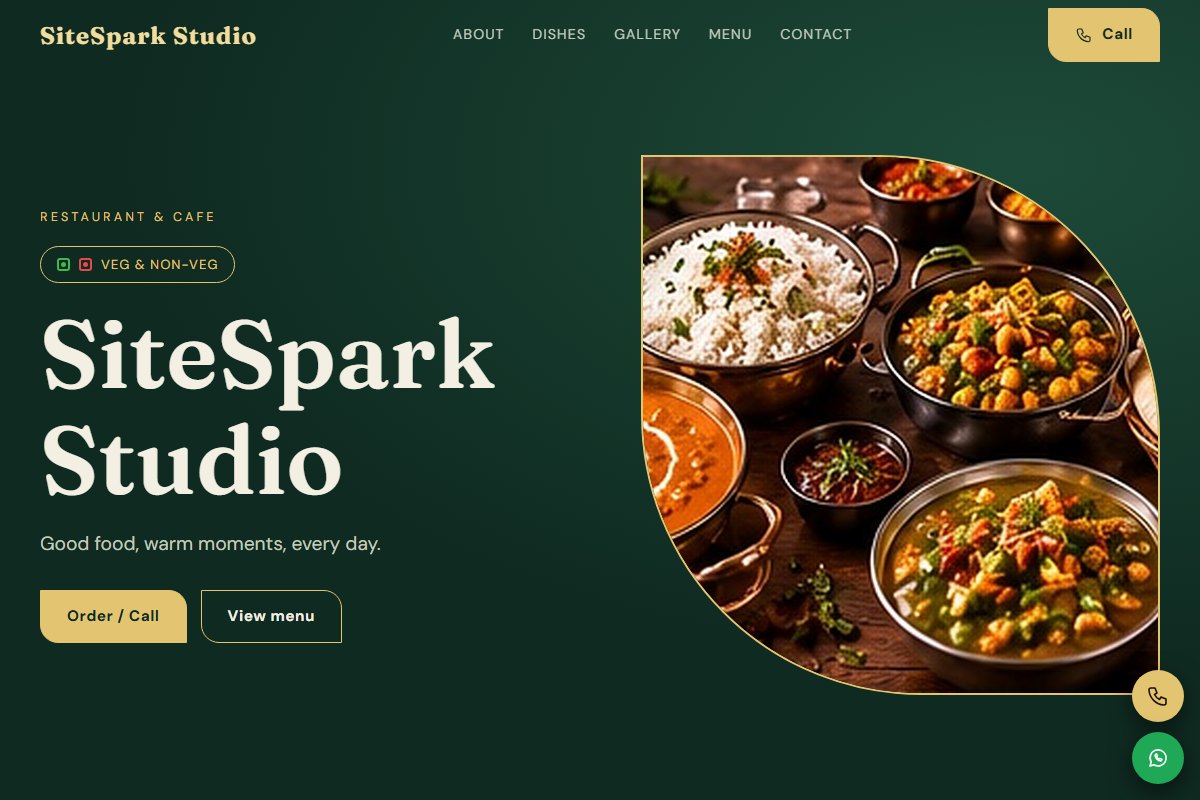 SiteSpark Studio
ABOUT DISHES GALLERY MENU CONTACT
Call
RESTAURANT & CAFE
VEG & NON-VEG
SiteSpark
Studio
Good food, warm moments, every day.
Order / Call
View menu